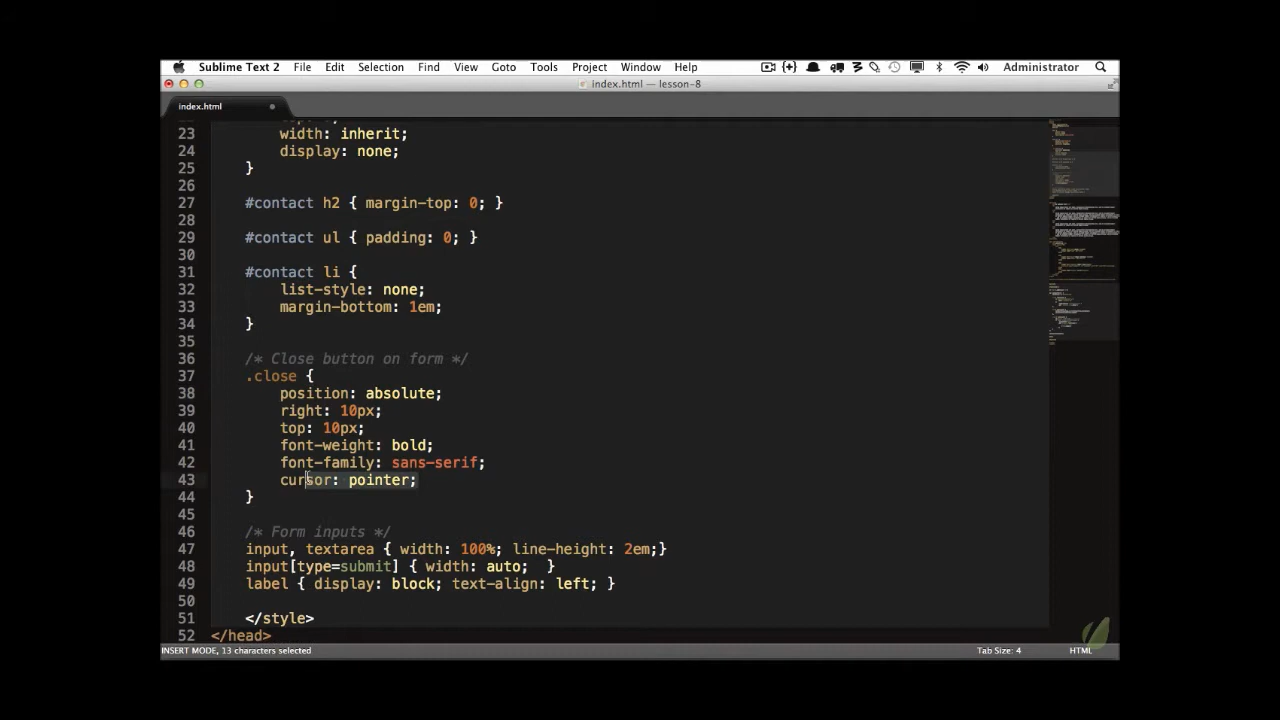 Sublime Text 2 File Edit Selection Find View Goto Tools Project Window Help Administrator
index.html — lesson-8
index.html
23 width: inherit;
24 display: none;
25 }
26
27 #contact h2 { margin-top: 0; }
28
29 #contact ul { padding: 0; }
30
31 #contact li {
32 list-style: none;
33 margin-bottom: 1em;
34 }
35
36 /* Close button on form */
37 .close {
38 position: absolute;
39 right: 10px;
40 top: 10px;
41 font-weight: bold;
42 font-family: sans-serif;
43 cursor: pointer;
44 }
45
46 /* Form inputs */
47 input, textarea { width: 100%; line-height: 2em;}
48 input[type=submit] { width: auto;  }
49 label { display: block; text-align: left; }
50
51 </style>
52 </head>
INSERT MODE, 13 characters selected Tab Size: 4 HTML